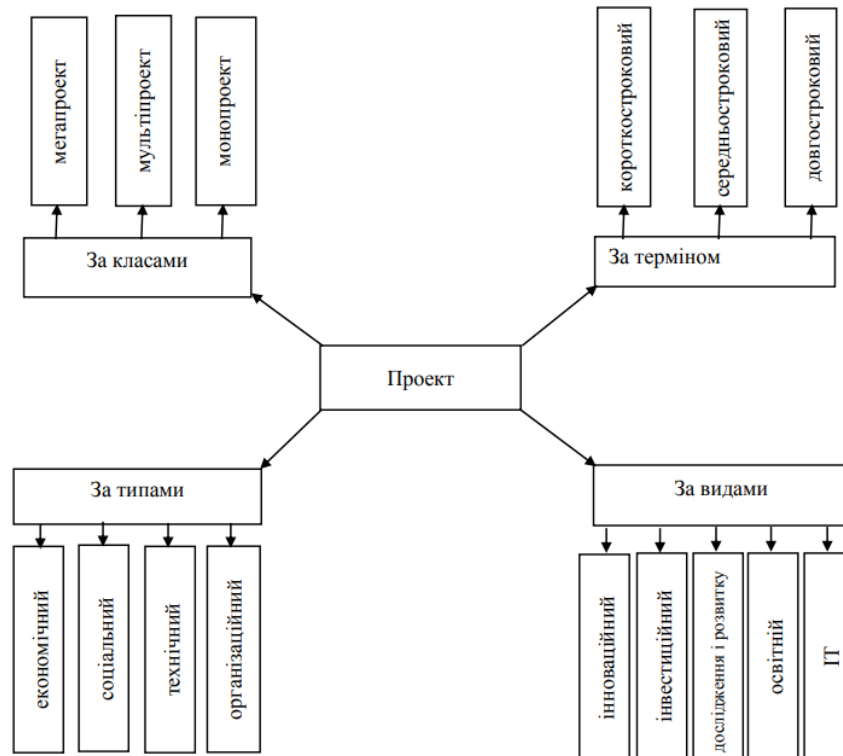 мегапроект
мультіпроект
монопроект
короткостроковий
середньостроковий
довгостроковий
За класами
За терміном
Проект
За типами
За видами
економічний
соціальний
технічний
організаційний
інноваційний
інвестиційний
дослідження і розвитку
освітній
ІТ